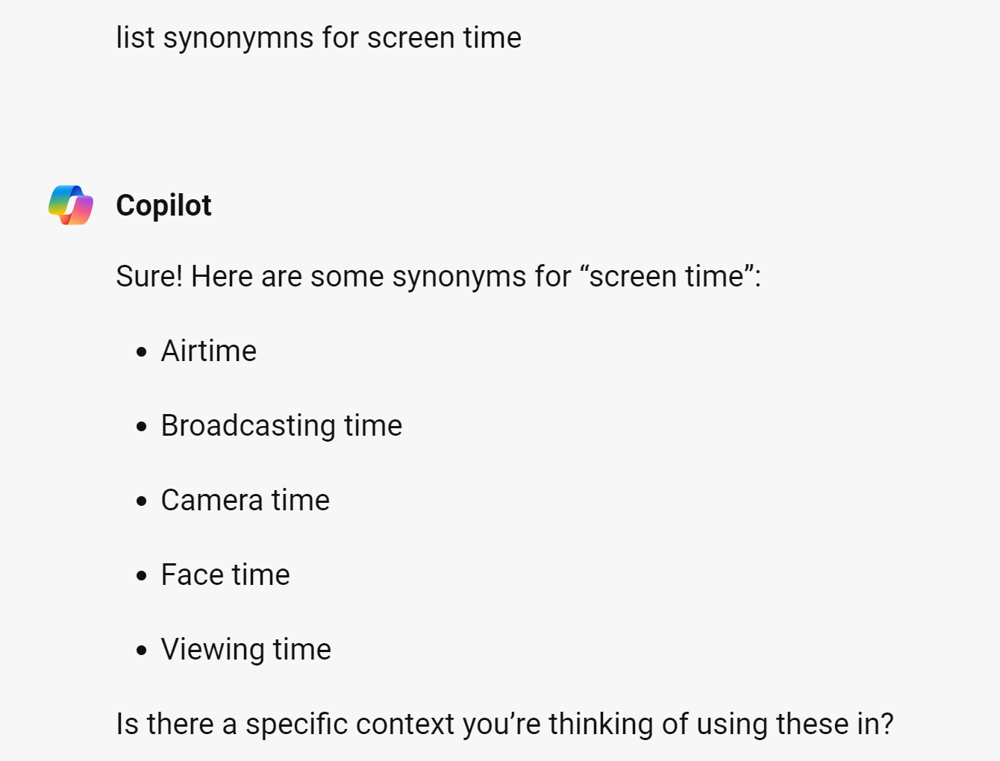 list synonymns for screen time
Copilot
Sure! Here are some synonyms for “screen time”:
• Airtime
• Broadcasting time
• Camera time
• Face time
• Viewing time
Is there a specific context you’re thinking of using these in?